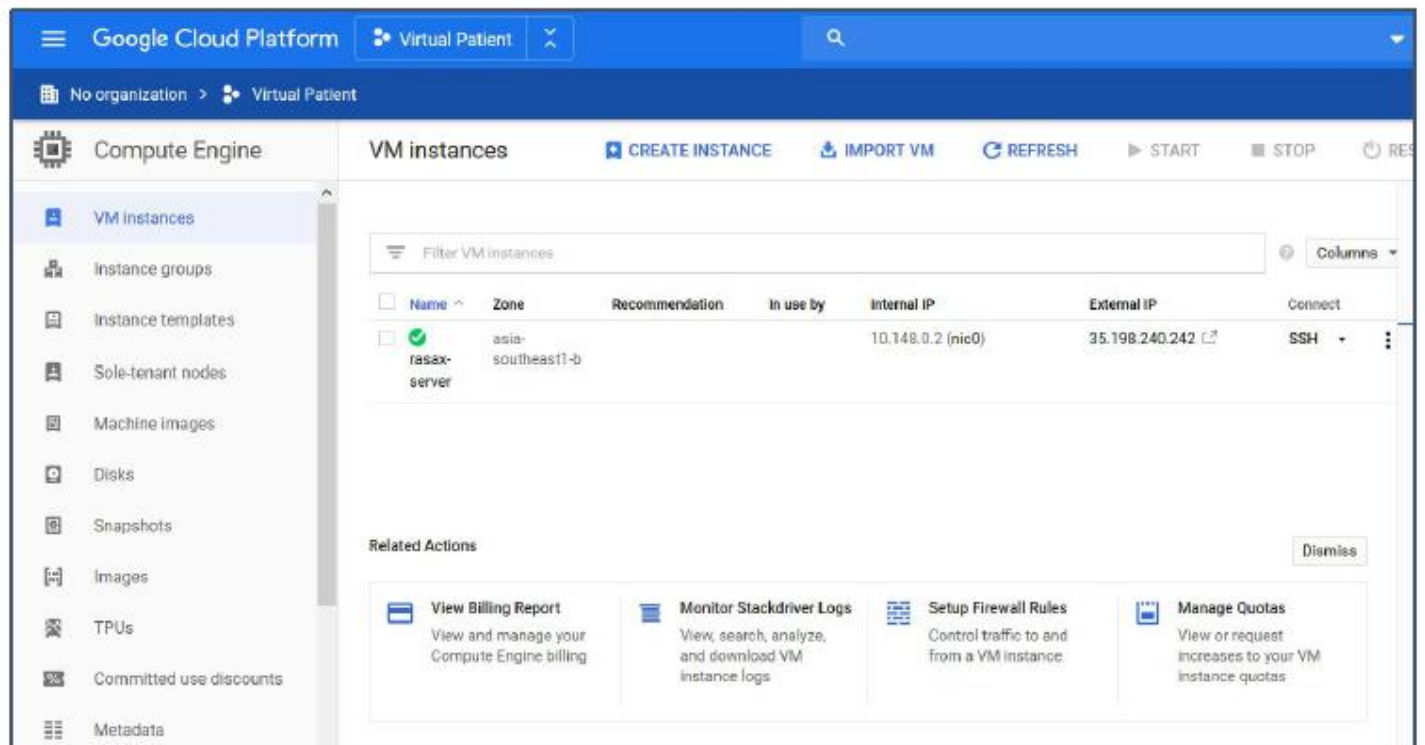 Google Cloud Platform
Virtual Patient
No organization > Virtual Patient
Compute Engine
VM instances
CREATE INSTANCE
IMPORT VM
REFRESH
START
STOP
RES
VM instances
Instance groups
Instance templates
Sole-tenant nodes
Machine images
Disks
Snapshots
Images
TPUs
Committed use discounts
Metadata
Filter VM instances
Columns
Name Zone Recommendation In use by Internal IP External IP Connect
rasax-server
asia-southeast1-b
10.148.0.2 (nic0)
35.198.240.242
SSH
Related Actions
Dismiss
View Billing Report
View and manage your
Compute Engine billing
Monitor Stackdriver Logs
View, search, analyze,
and download VM
instance logs
Setup Firewall Rules
Control traffic to and
from a VM instance
Manage Quotas
View or request
increases to your VM
instance quotas